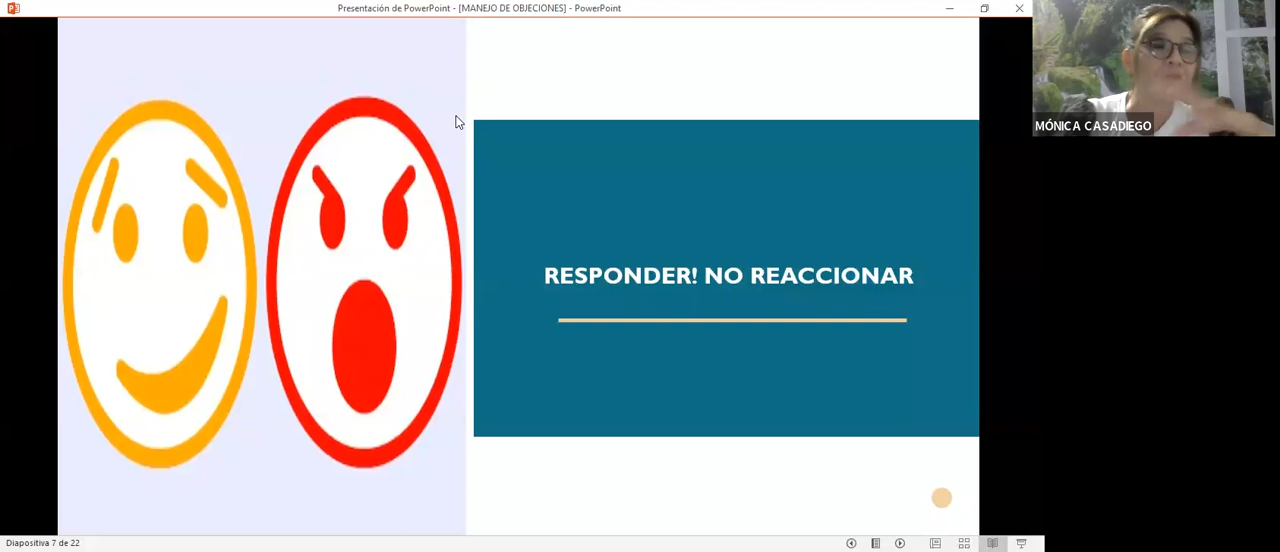 Presentación de PowerPoint - [MANEJO DE OBJECIONES] - PowerPoint
MÓNICA CASADIEGO
RESPONDER! NO REACCIONAR
Diapositiva 7 de 22